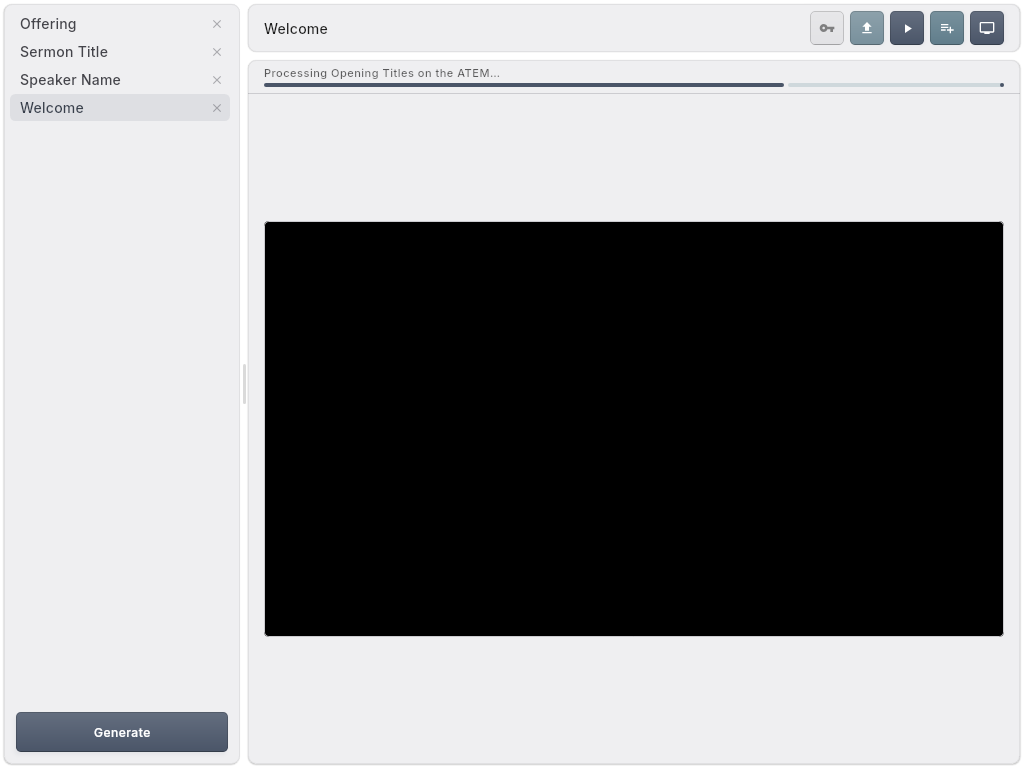 Offering
Sermon Title
Speaker Name
Welcome
Generate
Welcome
Processing Opening Titles on the ATEM...